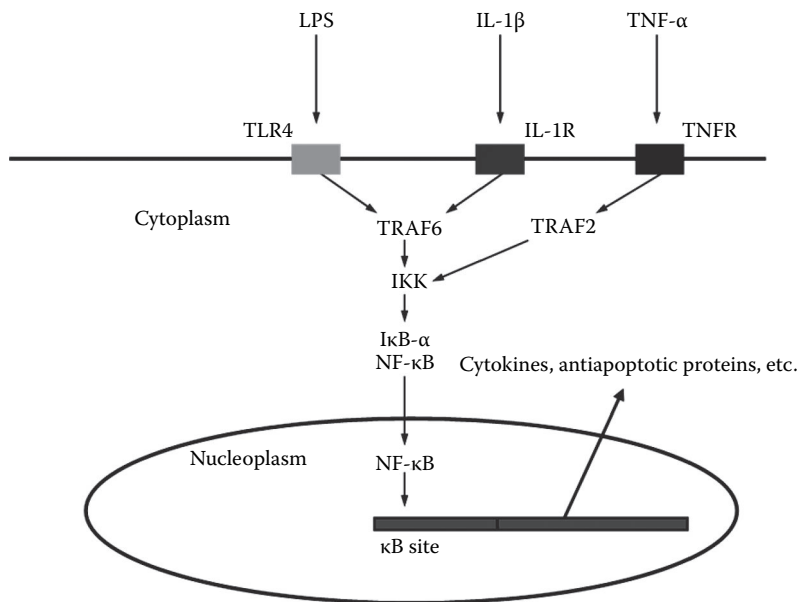 LPS
IL-1β
TNF-α
TLR4
IL-1R
TNFR
Cytoplasm
TRAF6
TRAF2
IKK
IκB-α
NF-κB
Cytokines, antiapoptotic proteins, etc.
Nucleoplasm
NF-κB
κB site